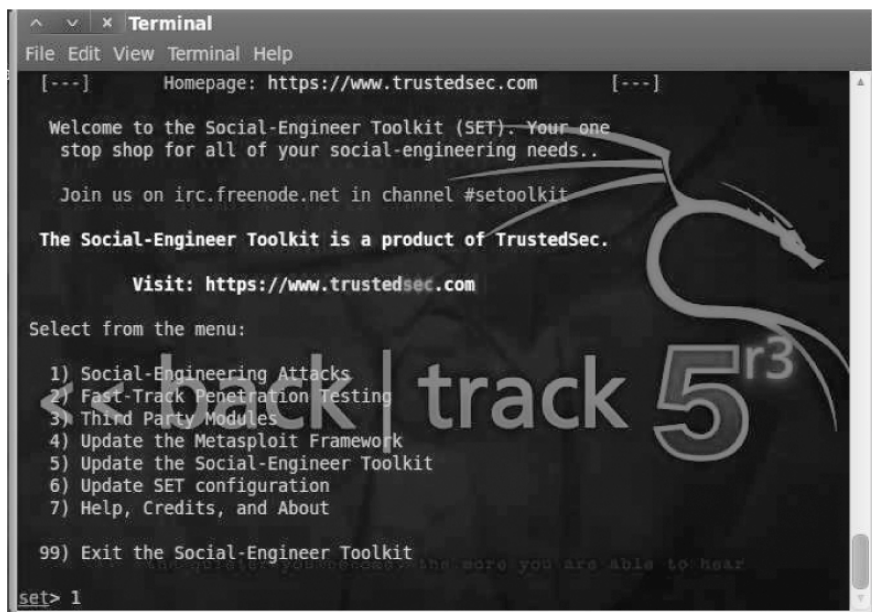 Terminal
File Edit View Terminal Help
[---] Homepage: https://www.trustedsec.com [---]
Welcome to the Social-Engineer Toolkit (SET). Your one
stop shop for all of your social-engineering needs..
Join us on irc.freenode.net in channel #setoolkit
The Social-Engineer Toolkit is a product of TrustedSec.
Visit: https://www.trustedsec.com
Select from the menu:
1) Social-Engineering Attacks
2) Fast-Track Penetration Testing
3) Third Party Modules
4) Update the Metasploit Framework
5) Update the Social-Engineer Toolkit
6) Update SET configuration
7) Help, Credits, and About
<< back | track 5 r3
99) Exit the Social-Engineer Toolkit
the quieter you become, the more you are able to hear
set> 1